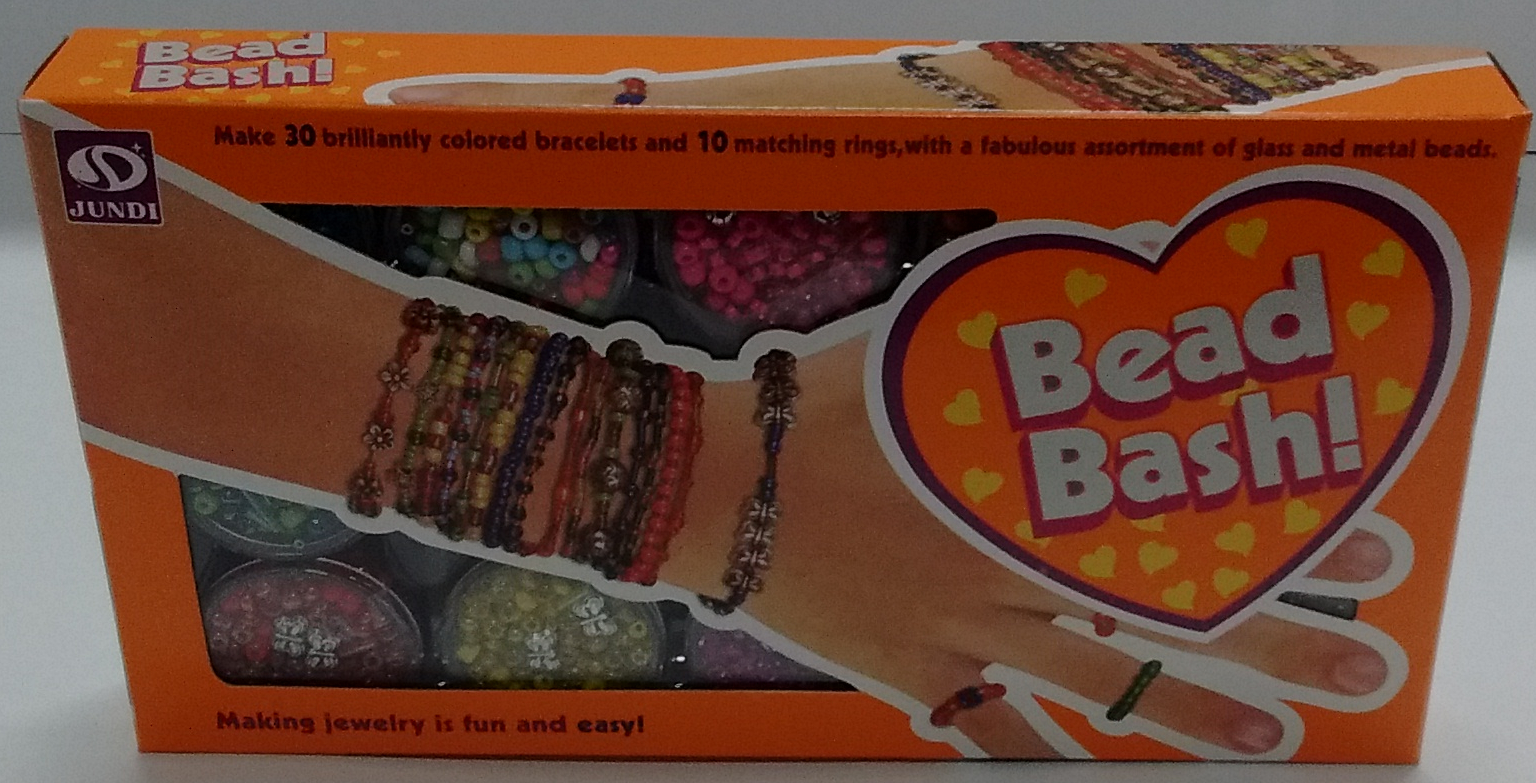 Bead
Bash!
Make 30 brilliantly colored bracelets and 10 matching rings,with a fabulous assortment of glass and metal beads.
JUNDI
Bead
Bash!
Making jewelry is fun and easy!